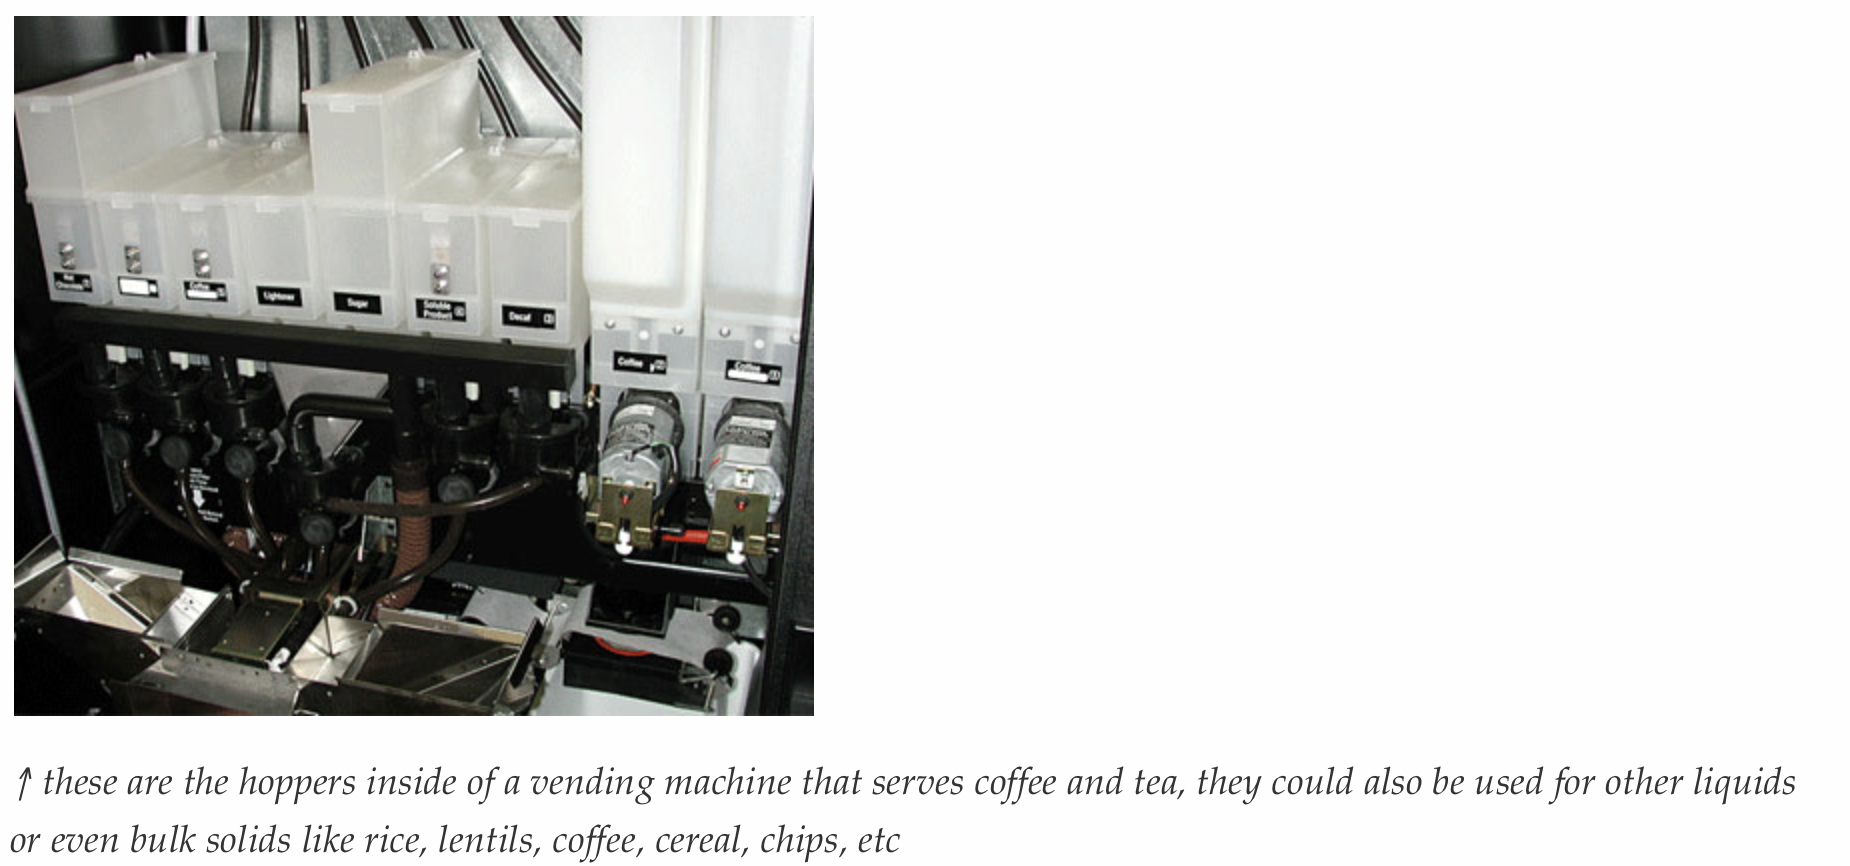 Hot
Chocolate
Coffee
Lightener
Sugar
Soluble
Product
Decaf
Coffee
Coffee
↑ these are the hoppers inside of a vending machine that serves coffee and tea, they could also be used for other liquids
or even bulk solids like rice, lentils, coffee, cereal, chips, etc